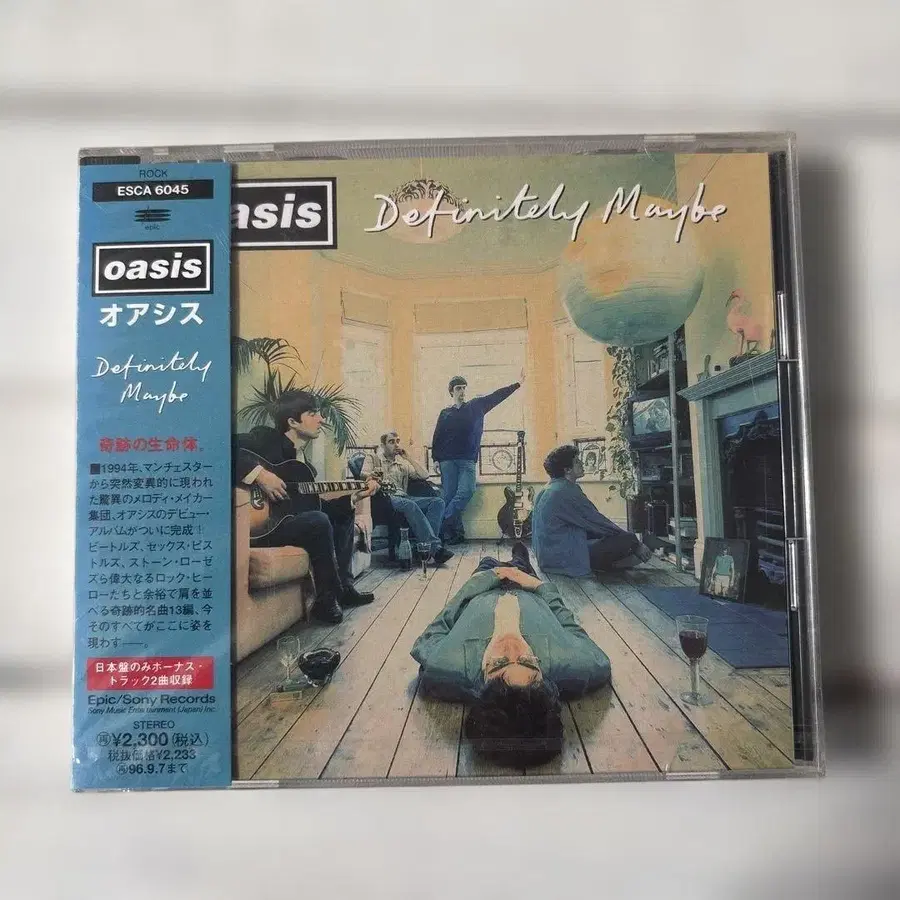 ROCK
ESCA 6045
epic
oasis
オアシス
Definitely
Maybe
奇跡の生命体。
■1994年、マンチェスター
から突然変異的に現われ
た驚異のメロディ・メイカー
集団、オアシスのデビュー・
アルバムがついに完成!
ビートルズ、セックス・ピス
トルズ、ストーン・ローゼ
ズら偉大なるロック・ヒー
ローたちと余裕で肩を並
べる奇跡的名曲13編、今
そのすべてがここに姿を
現わす——。
日本盤のみボーナス・
トラック2曲収録
Epic/Sony Records
Sony Music Entertainment (Japan) Inc.
STEREO
再¥2,300(税込)
税抜価格¥2,233
再96.9.7まで
asis
Definitely Maybe